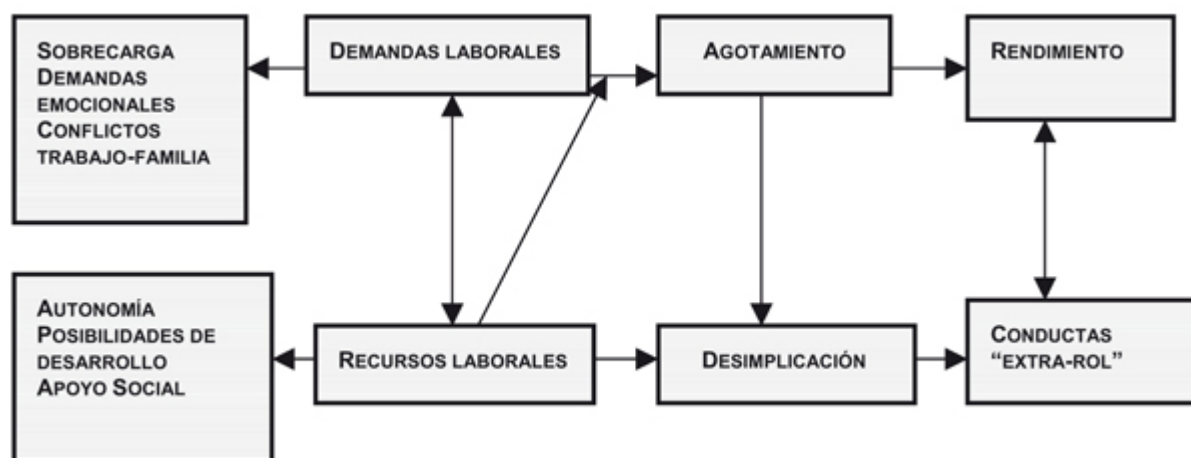 SOBRECARGA
DEMANDAS
EMOCIONALES
CONFLICTOS
TRABAJO-FAMILIA
DEMANDAS LABORALES
AGOTAMIENTO
RENDIMIENTO
AUTONOMÍA
POSIBILIDADES DE
DESARROLLO
APOYO SOCIAL
RECURSOS LABORALES
DESIMPLICACIÓN
CONDUCTAS
“EXTRA-ROL”